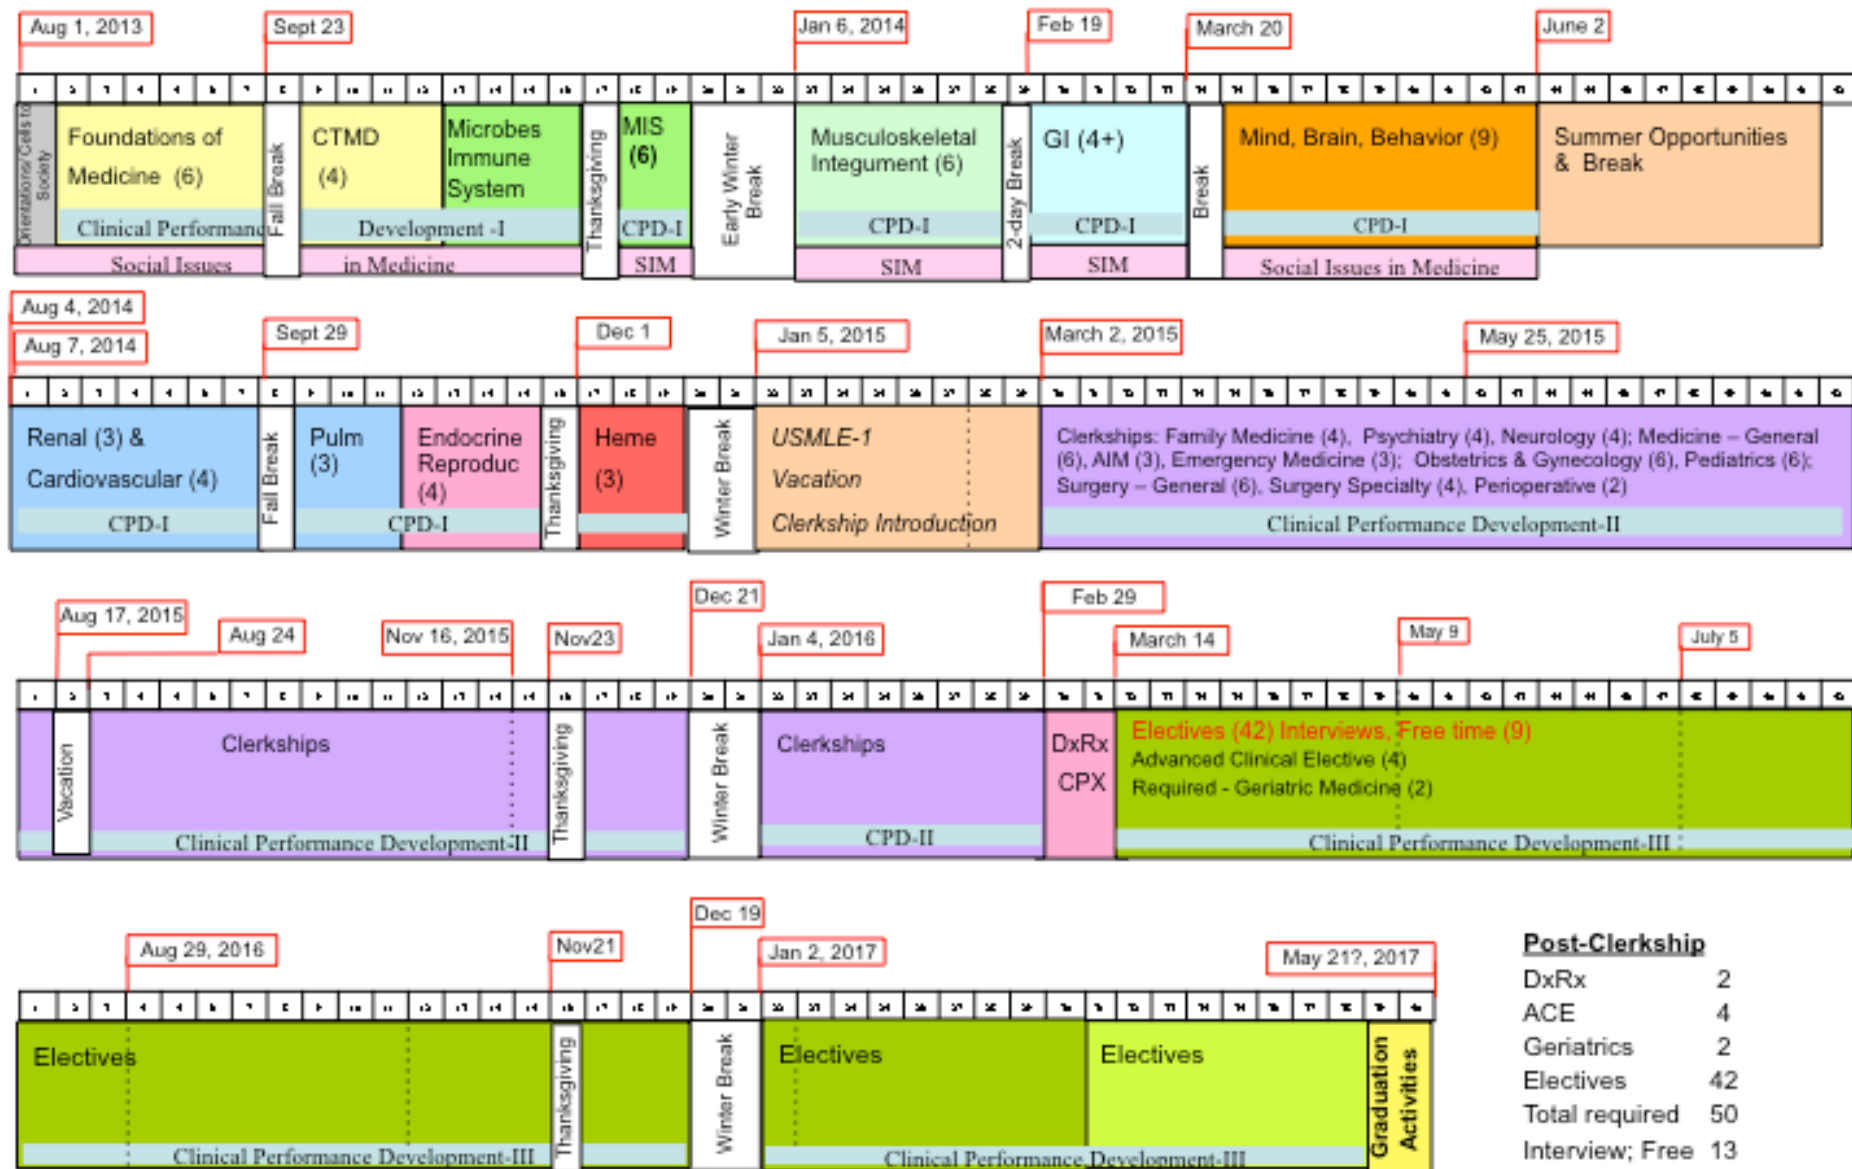 Aug 1, 2013
Sept 23
Jan 6, 2014
Feb 19
March 20
June 2
Orientations/Cells to
Society
Foundations of
Medicine (6)
Fall Break
CTMD
(4)
Microbes
Immune
System
Thanksgiving
MIS
(6)
Early Winter
Break
Musculoskeletal
Integument (6)
2-day Break
GI (4+)
Break
Mind, Brain, Behavior (9)
Summer Opportunities
& Break
Clinical Performanc
Development -I
CPD-I
CPD-I
CPD-I
CPD-I
Social Issues
in Medicine
SIM
SIM
SIM
Social Issues in Medicine
Aug 4, 2014
Aug 7, 2014
Sept 29
Dec 1
Jan 5, 2015
March 2, 2015
May 25, 2015
Renal (3) &
Cardiovascular (4)
Fall Break
Pulm
(3)
Endocrine
Reproduc
(4)
Thanksgiving
Heme
(3)
Winter Break
USMLE-1
Vacation
Clerkship Introduction
Clerkships: Family Medicine (4), Psychiatry (4), Neurology (4); Medicine – General
(6), AIM (3), Emergency Medicine (3); Obstetrics & Gynecology (6), Pediatrics (6);
Surgery – General (6), Surgery Specialty (4), Perioperative (2)
CPD-I
CPD-I
Clinical Performance Development-II
Aug 17, 2015
Aug 24
Nov 16, 2015
Nov23
Dec 21
Jan 4, 2016
Feb 29
March 14
May 9
July 5
Vacation
Clerkships
Thanksgiving
Winter Break
Clerkships
DxRx
CPX
Electives (42) Interviews, Free time (9)
Advanced Clinical Elective (4)
Required - Geriatric Medicine (2)
Clinical Performance Development-II
CPD-II
Clinical Performance Development-III
Aug 29, 2016
Nov21
Dec 19
Jan 2, 2017
May 21?, 2017
Electives
Thanksgiving
Winter Break
Electives
Electives
Graduation
Activities
Clinical Performance Development-III
Clinical Performance Development-III
Post-Clerkship
DxRx 2
ACE 4
Geriatrics 2
Electives 42
Total required 50
Interview; Free 13